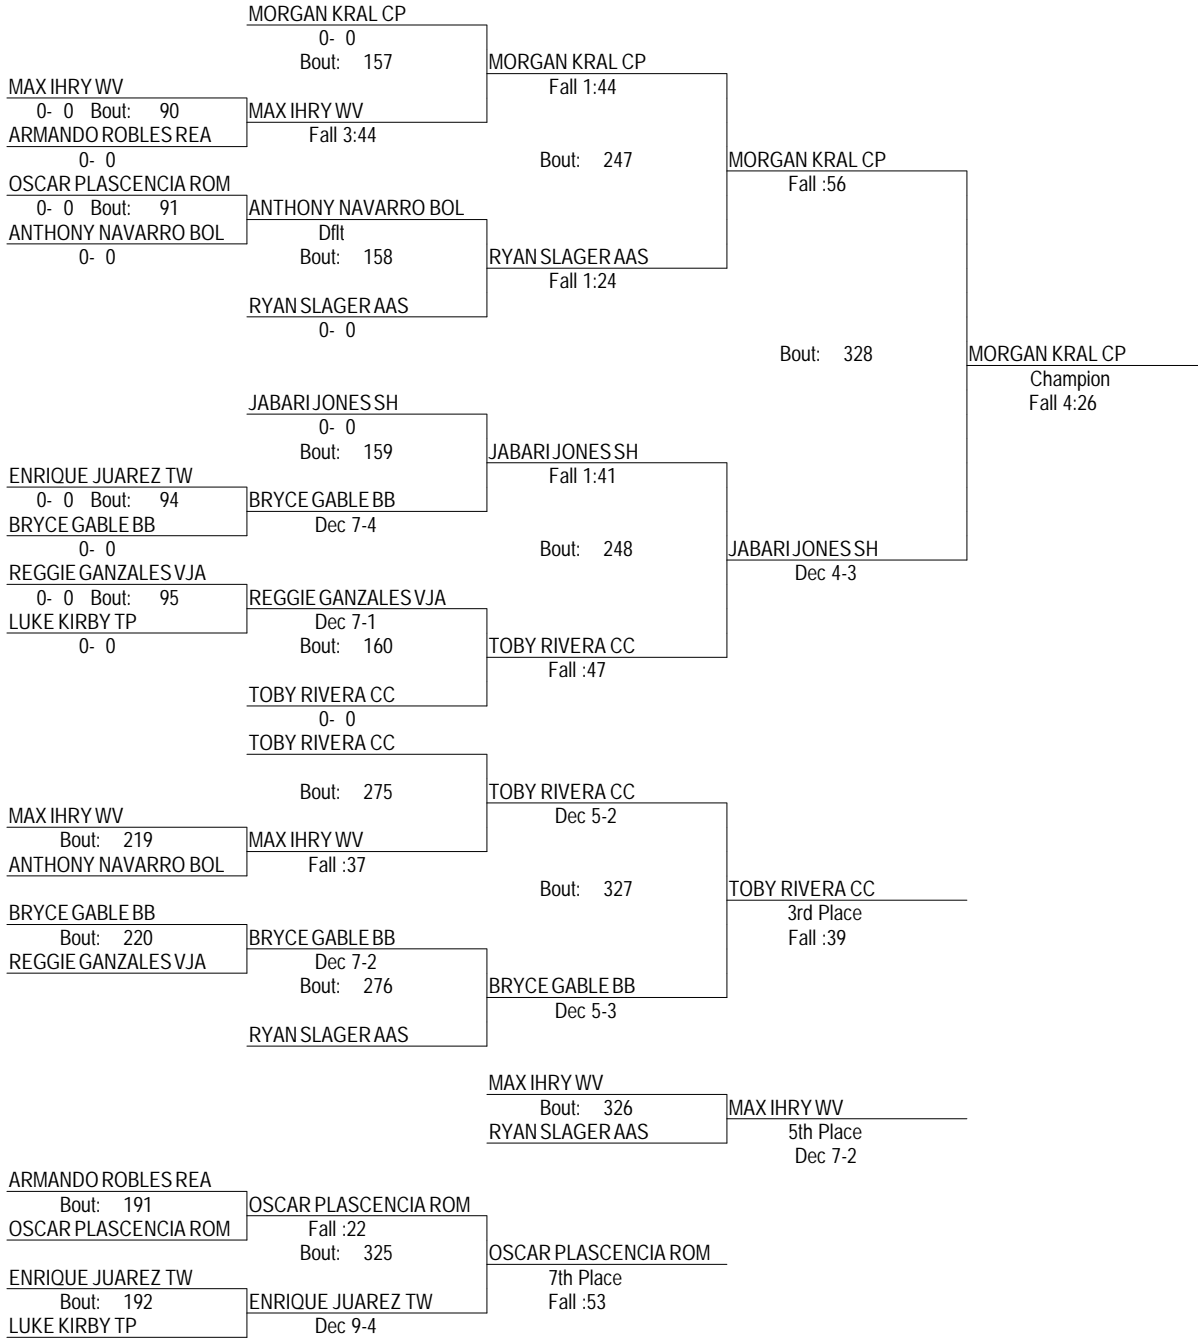 MORGAN KRAL CP
0- 0
Bout: 157
MORGAN KRAL CP
MAX IHRY WV
Fall 1:44
0- 0 Bout: 90
MAX IHRY WV
ARMANDO ROBLES REA
Fall 3:44
0- 0
Bout: 247
MORGAN KRAL CP
OSCAR PLASCENCIA ROM
Fall :56
0- 0 Bout: 91
ANTHONY NAVARRO BOL
ANTHONY NAVARRO BOL
Dflt
0- 0
Bout: 158
RYAN SLAGER AAS
Fall 1:24
RYAN SLAGER AAS
0- 0
Bout: 328
MORGAN KRAL CP
Champion
Fall 4:26
JABARI JONES SH
0- 0
Bout: 159
JABARI JONES SH
ENRIQUE JUAREZ TW
Fall 1:41
0- 0 Bout: 94
BRYCE GABLE BB
BRYCE GABLE BB
Dec 7-4
0- 0
Bout: 248
JABARI JONES SH
REGGIE GANZALES VJA
Dec 4-3
0- 0 Bout: 95
REGGIE GANZALES VJA
LUKE KIRBY TP
Dec 7-1
0- 0
Bout: 160
TOBY RIVERA CC
Fall :47
TOBY RIVERA CC
0- 0
TOBY RIVERA CC
Bout: 275
TOBY RIVERA CC
MAX IHRY WV
Dec 5-2
Bout: 219
MAX IHRY WV
ANTHONY NAVARRO BOL
Fall :37
Bout: 327
TOBY RIVERA CC
BRYCE GABLE BB
3rd Place
Bout: 220
BRYCE GABLE BB
Fall :39
REGGIE GANZALES VJA
Dec 7-2
Bout: 276
BRYCE GABLE BB
Dec 5-3
RYAN SLAGER AAS
MAX IHRY WV
Bout: 326
MAX IHRY WV
RYAN SLAGER AAS
5th Place
Dec 7-2
ARMANDO ROBLES REA
Bout: 191
OSCAR PLASCENCIA ROM
OSCAR PLASCENCIA ROM
Fall :22
Bout: 325
OSCAR PLASCENCIA ROM
ENRIQUE JUAREZ TW
7th Place
Bout: 192
ENRIQUE JUAREZ TW
Fall :53
LUKE KIRBY TP
Dec 9-4